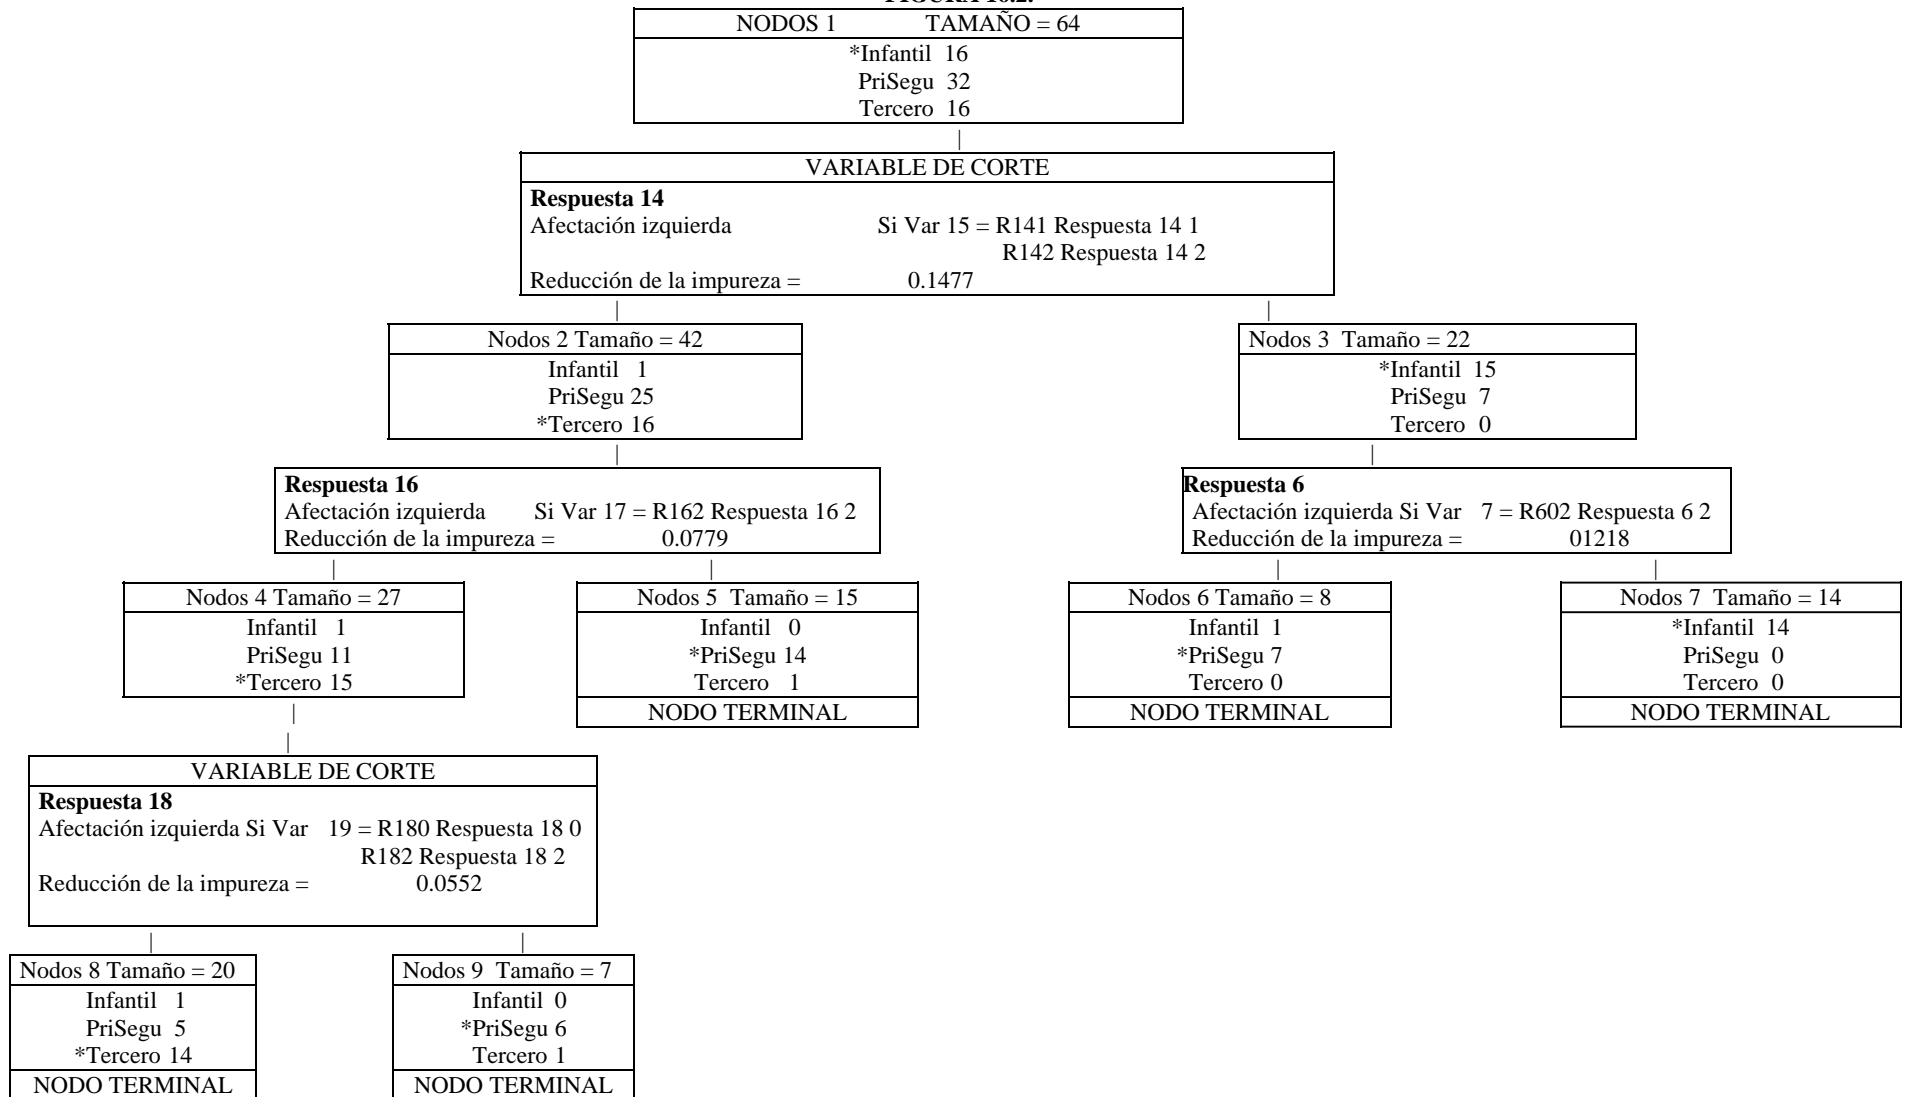 FIGURA 10.2.
NODOS 1 TAMAÑO = 64
*Infantil 16
PriSegu 32
Tercero 16
VARIABLE DE CORTE
Respuesta 14
Afectación izquierda Si Var 15 = R141 Respuesta 14 1
R142 Respuesta 14 2
Reducción de la impureza = 0.1477
Nodos 2 Tamaño = 42
Infantil 1
PriSegu 25
*Tercero 16
Nodos 3 Tamaño = 22
*Infantil 15
PriSegu 7
Tercero 0
Respuesta 16
Afectación izquierda Si Var 17 = R162 Respuesta 16 2
Reducción de la impureza = 0.0779
Respuesta 6
Afectación izquierda Si Var 7 = R602 Respuesta 6 2
Reducción de la impureza = 01218
Nodos 4 Tamaño = 27
Infantil 1
PriSegu 11
*Tercero 15
Nodos 5 Tamaño = 15
Infantil 0
*PriSegu 14
Tercero 1
NODO TERMINAL
Nodos 6 Tamaño = 8
Infantil 1
*PriSegu 7
Tercero 0
NODO TERMINAL
Nodos 7 Tamaño = 14
*Infantil 14
PriSegu 0
Tercero 0
NODO TERMINAL
VARIABLE DE CORTE
Respuesta 18
Afectación izquierda Si Var 19 = R180 Respuesta 18 0
R182 Respuesta 18 2
Reducción de la impureza = 0.0552
Nodos 8 Tamaño = 20
Infantil 1
PriSegu 5
*Tercero 14
NODO TERMINAL
Nodos 9 Tamaño = 7
Infantil 0
*PriSegu 6
Tercero 1
NODO TERMINAL